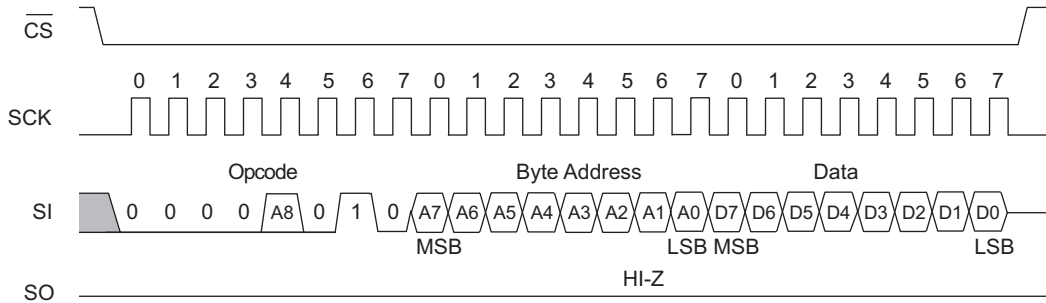 CS
0 1 2 3 4 5 6 7 0 1 2 3 4 5 6 7 0 1 2 3 4 5 6 7
SCK
Opcode Byte Address Data
SI 0 0 0 0 A8 0 1 0 A7 A6 A5 A4 A3 A2 A1 A0 D7 D6 D5 D4 D3 D2 D1 D0
MSB LSB MSB LSB
HI-Z
SO